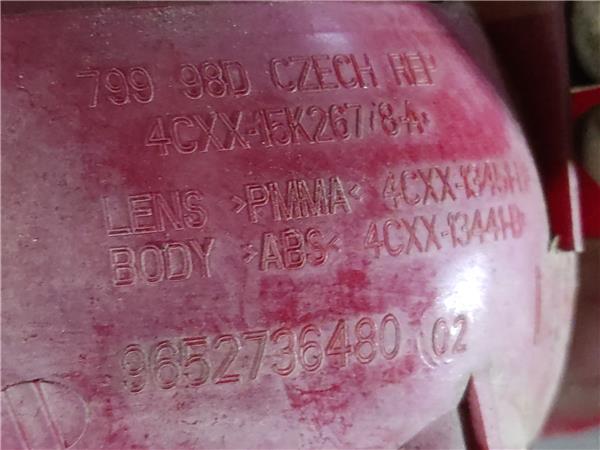 799 98D CZECH REP
4CXX-15K267/8-A
LENS >PMMA<
BODY >ABS< 4CXX-13441-D
9652736480 02